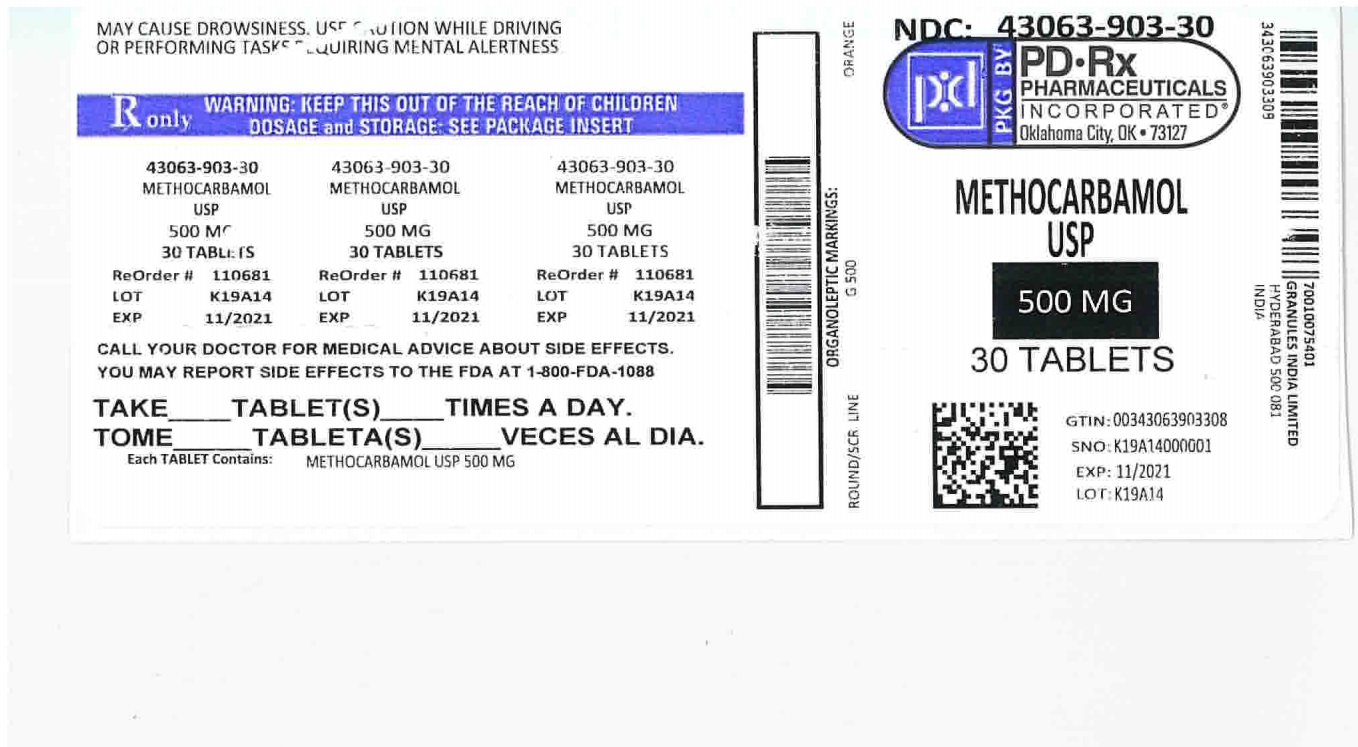 MAY CAUSE DROWSINESS. USE CAUTION WHILE DRIVING
OR PERFORMING TASKS REQUIRING MENTAL ALERTNESS
Rx only
WARNING: KEEP THIS OUT OF THE REACH OF CHILDREN
DOSAGE and STORAGE: SEE PACKAGE INSERT
43063-903-30
METHOCARBAMOL
USP
500 MG
30 TABLETS
ReOrder # 110681
LOT K19A14
EXP 11/2021
43063-903-30
METHOCARBAMOL
USP
500 MG
30 TABLETS
ReOrder # 110681
LOT K19A14
EXP 11/2021
43063-903-30
METHOCARBAMOL
USP
500 MG
30 TABLETS
ReOrder # 110681
LOT K19A14
EXP 11/2021
CALL YOUR DOCTOR FOR MEDICAL ADVICE ABOUT SIDE EFFECTS.
YOU MAY REPORT SIDE EFFECTS TO THE FDA AT 1-800-FDA-1088
TAKE____TABLET(S)____TIMES A DAY.
TOME_____TABLETA(S)_____VECES AL DIA.
Each TABLET Contains: METHOCARBAMOL USP 500 MG
ORGANOLEPTIC MARKINGS:
ROUND/SCR LINE G 500 ORANGE
NDC: 43063-903-30
pd
PKG BY
PD•Rx
PHARMACEUTICALS
INCORPORATED®
Oklahoma City, OK • 73127
METHOCARBAMOL
USP
500 MG
30 TABLETS
GTIN: 00343063903308
SNO: K19A14000001
EXP: 11/2021
LOT: K19A14
343063903309
70010075401
GRANULES INDIA LIMITED
HYDERABAD 500 081
INDIA